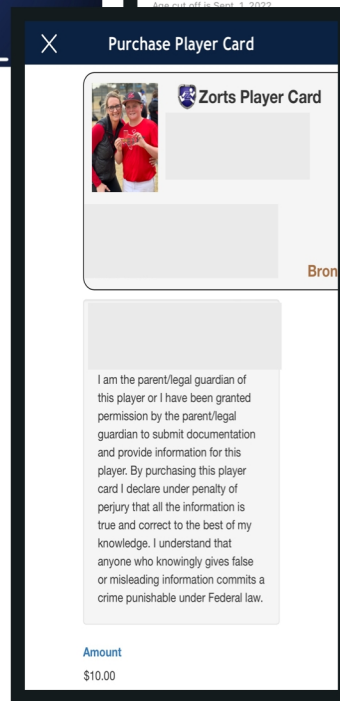 Age cut off is Sept. 1, 2022
Purchase Player Card
Zorts Player Card
Bron
I am the parent/legal guardian of
this player or I have been granted
permission by the parent/legal
guardian to submit documentation
and provide information for this
player. By purchasing this player
card I declare under penalty of
perjury that all the information is
true and correct to the best of my
knowledge. I understand that
anyone who knowingly gives false
or misleading information commits a
crime punishable under Federal law.
Amount
$10.00